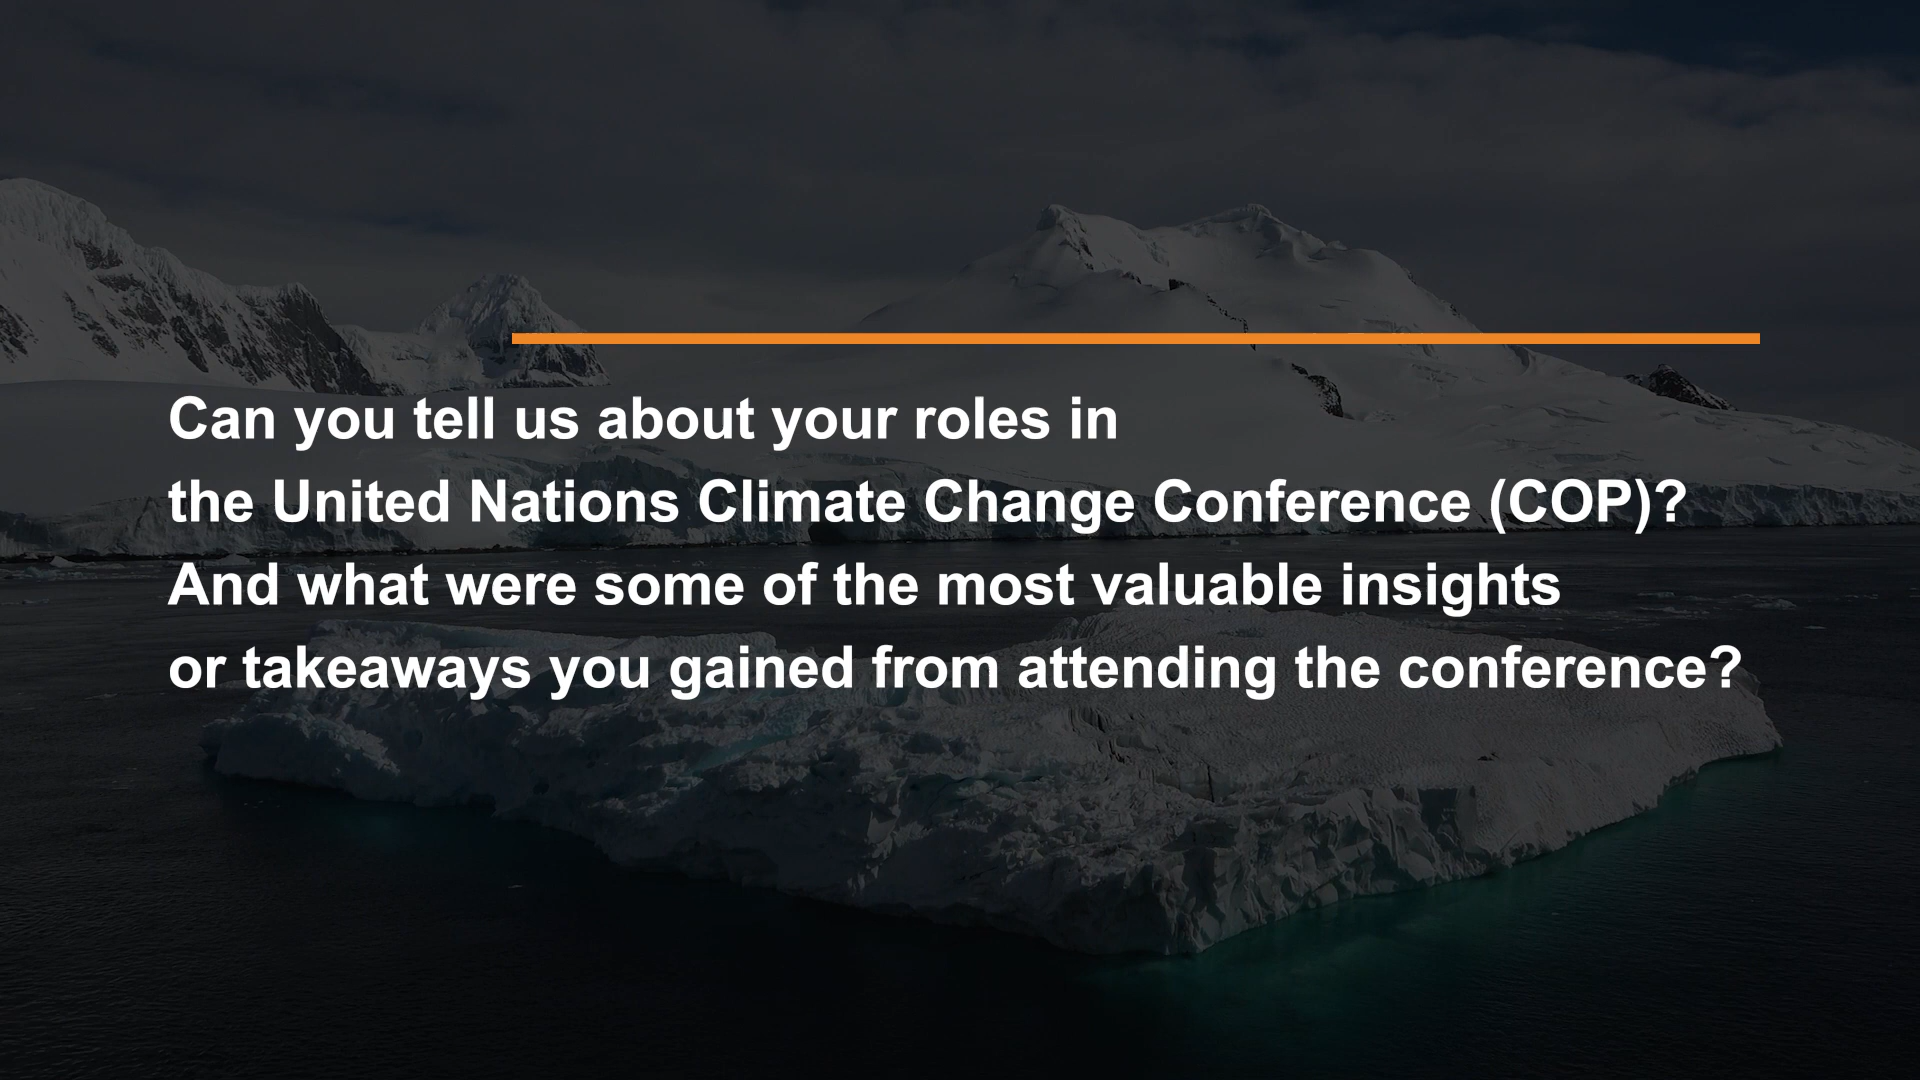 Can you tell us about your roles in
the United Nations Climate Change Conference (COP)?
And what were some of the most valuable insights
or takeaways you gained from attending the conference?